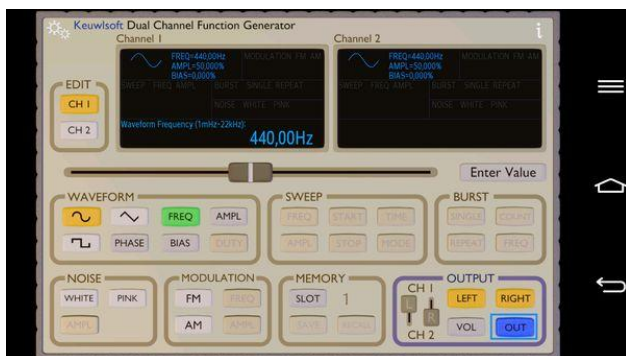 Keuwlsoft Dual Channel Function Generator
i
Channel 1
Channel 2
FREQ=440,00Hz MODULATION FM AM
AMPL=50,000%
BIAS=0,000%
SWEEP FREQ AMPL BURST SINGLE REPEAT
NOISE WHITE PINK
Waveform Frequency (1mHz-22kHz):
440,00Hz
FREQ=440,00Hz MODULATION FM AM
AMPL=50,000%
BIAS=0,000%
SWEEP FREQ AMPL BURST SINGLE REPEAT
NOISE WHITE PINK
EDIT
CH 1
CH 2
Enter Value
WAVEFORM
FREQ AMPL
PHASE BIAS DUTY
SWEEP
FREQ START TIME
AMPL STOP MODE
BURST
SINGLE COUNT
REPEAT FREQ
NOISE
WHITE PINK
AMPL
MODULATION
FM FREQ
AM AMPL
MEMORY
SLOT 1
SAVE
OUTPUT
CH 1
L
R
CH 2
LEFT RIGHT
VOL OUT